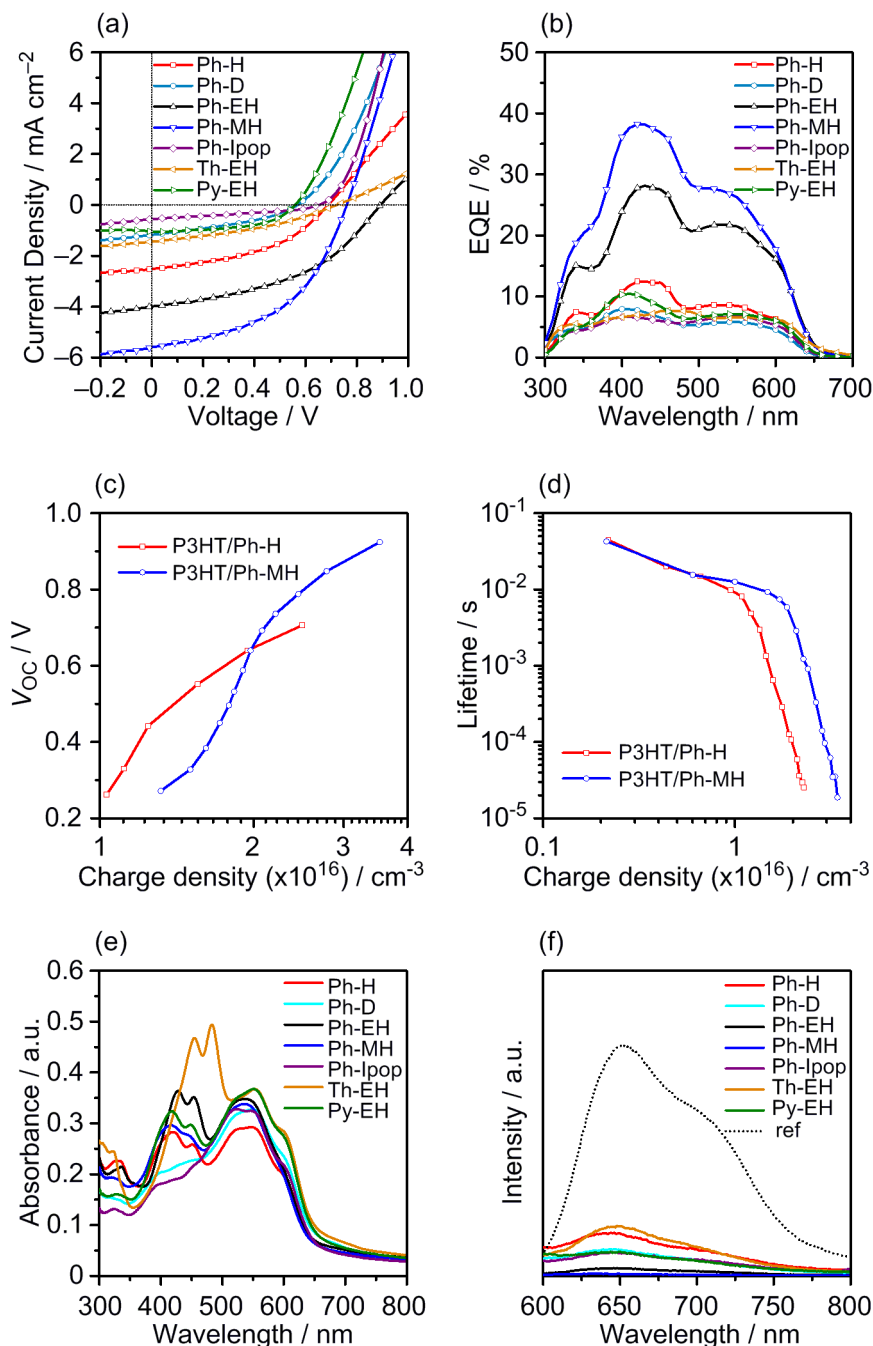 (a)
6
4
2
0
−2
−4
−6
Current Density / mA cm⁻²
Ph-H
Ph-D
Ph-EH
Ph-MH
Ph-Ipop
Th-EH
Py-EH
−0.2
0
0.2
0.4
0.6
0.8
1.0
Voltage / V
(b)
50
40
30
20
10
0
EQE / %
Ph-H
Ph-D
Ph-EH
Ph-MH
Ph-Ipop
Th-EH
Py-EH
300
400
500
600
700
Wavelength / nm
(c)
1.0
0.8
0.6
0.4
0.2
V_OC / V
P3HT/Ph-H
P3HT/Ph-MH
1
2
3
4
Charge density (x10¹⁶) / cm⁻³
(d)
10⁻¹
10⁻²
10⁻³
10⁻⁴
10⁻⁵
Lifetime / s
P3HT/Ph-H
P3HT/Ph-MH
0.1
1
Charge density (x10¹⁶) / cm⁻³
(e)
0.6
0.5
0.4
0.3
0.2
0.1
0
Absorbance / a.u.
Ph-H
Ph-D
Ph-EH
Ph-MH
Ph-Ipop
Th-EH
Py-EH
300
400
500
600
700
800
Wavelength / nm
(f)
Intensity / a.u.
Ph-H
Ph-D
Ph-EH
Ph-MH
Ph-Ipop
Th-EH
Py-EH
ref
600
650
700
750
800
Wavelength / nm